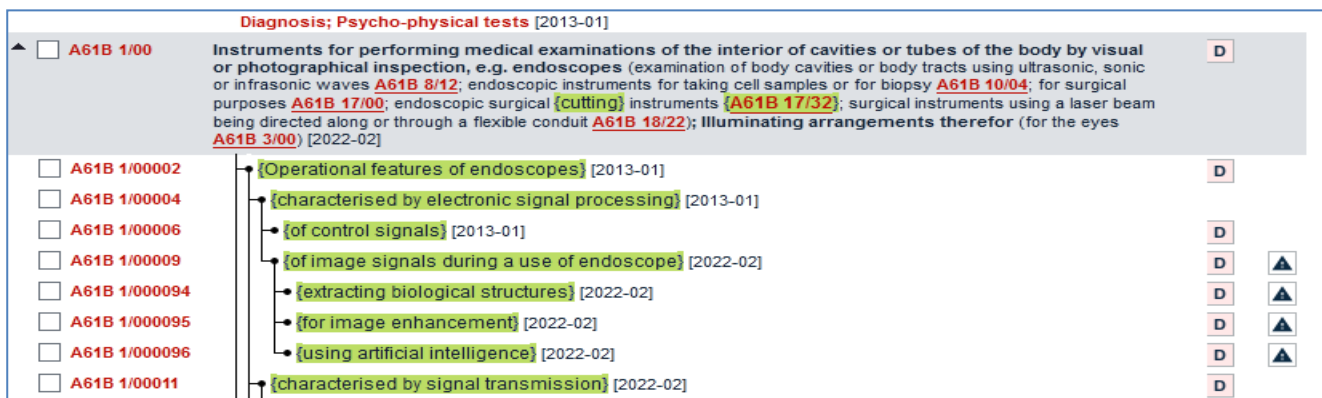 Diagnosis; Psycho-physical tests [2013-01]
A61B 1/00 Instruments for performing medical examinations of the interior of cavities or tubes of the body by visual D
or photographical inspection, e.g. endoscopes (examination of body cavities or body tracts using ultrasonic, sonic
or infrasonic waves A61B 8/12; endoscopic instruments for taking cell samples or for biopsy A61B 10/04; for surgical
purposes A61B 17/00; endoscopic surgical {cutting} instruments {A61B 17/32}; surgical instruments using a laser beam
being directed along or through a flexible conduit A61B 18/22); Illuminating arrangements therefor (for the eyes
A61B 3/00) [2022-02]
A61B 1/00002 {Operational features of endoscopes} [2013-01] D
A61B 1/00004 {characterised by electronic signal processing} [2013-01]
A61B 1/00006 {of control signals} [2013-01] D
A61B 1/00009 {of image signals during a use of endoscope} [2022-02] D
A61B 1/000094 {extracting biological structures} [2022-02] D
A61B 1/000095 {for image enhancement} [2022-02] D
A61B 1/000096 {using artificial intelligence} [2022-02] D
A61B 1/00011 {characterised by signal transmission} [2022-02] D